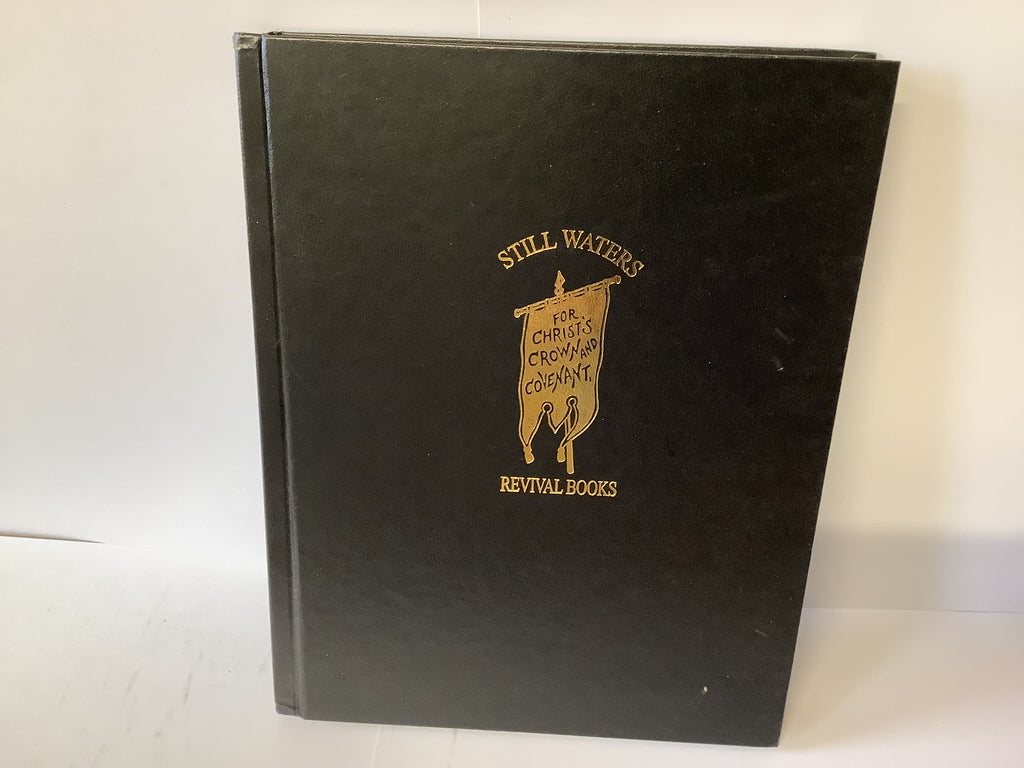 STILL WATERS
FOR
CHRIST'S
CROWN AND
COVENANT.
REVIVAL BOOKS